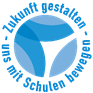 - Zukunft gestalten -
uns mit Schulen bewegen